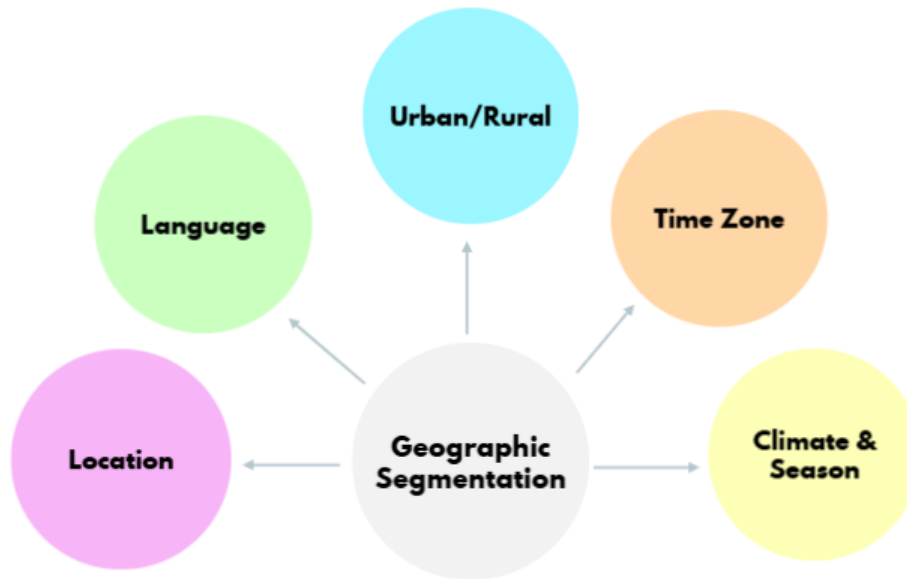 Urban/Rural
Language
Time Zone
Location
Geographic
Segmentation
Climate &
Season